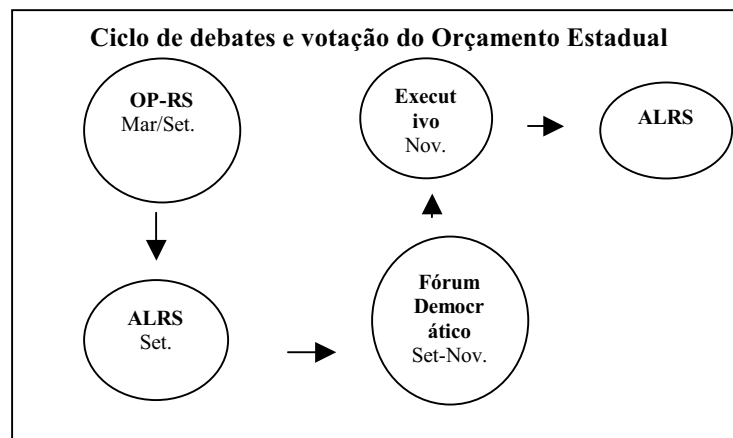 Ciclo de debates e votação do Orçamento Estadual
OP-RS
Mar/Set.
ALRS
Set.
Fórum
Democr
ático
Set-Nov.
Execut
ivo
Nov.
ALRS